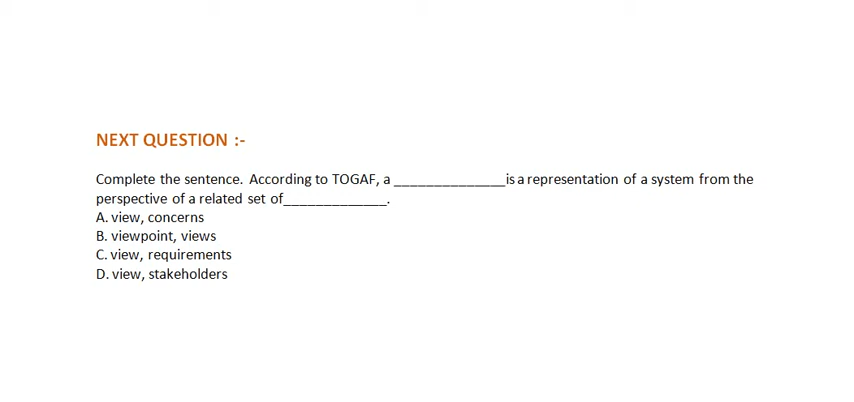 NEXT QUESTION :-
Complete the sentence. According to TOGAF, a _______________is a representation of a system from the
perspective of a related set of______________.
A. view, concerns
B. viewpoint, views
C. view, requirements
D. view, stakeholders